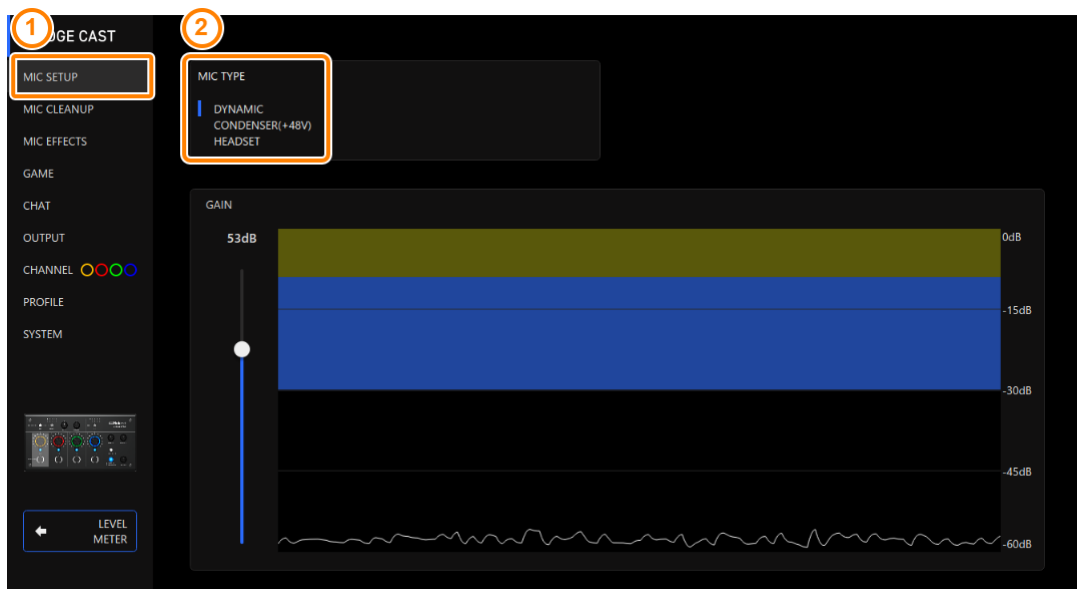 1
DGE CAST
2
MIC SETUP
MIC CLEANUP
MIC EFFECTS
GAME
CHAT
OUTPUT
CHANNEL
PROFILE
SYSTEM
LEVEL
METER
MIC TYPE
DYNAMIC
CONDENSER(+48V)
HEADSET
GAIN
53dB
0dB
-15dB
-30dB
-45dB
-60dB